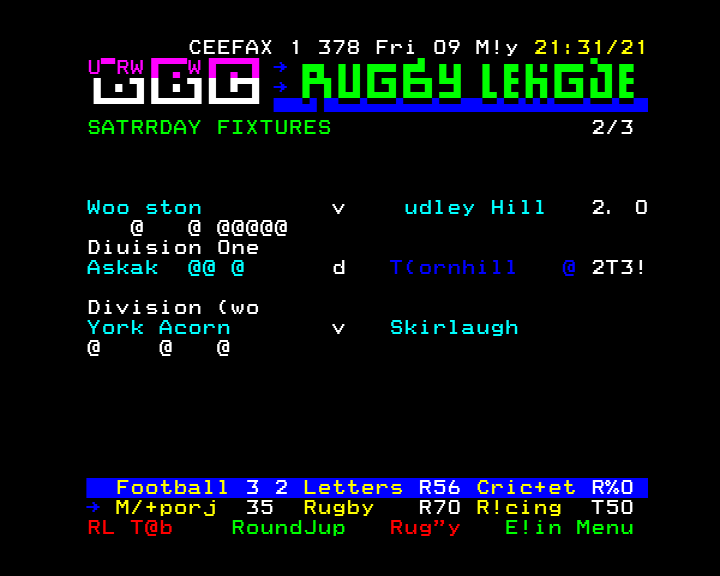 CEEFAX 1 378 Fri 09 M!y 21:31/21
BBC RUGBY LEAGUE
SATRRDAY FIXTURES 2/3
Woo ston v udley Hill 2. 0
@ @ @@@@@
Diuision One
Askak @@ @ d T(ornhill @ 2T3!
Division (wo
York Acorn v Skirlaugh
@ @ @
Football 3 2 Letters R56 Cric+et R%0
→ M/+porj 35 Rugby R70 R!cing T50
RL T@b RoundJup Rug"y E!in Menu